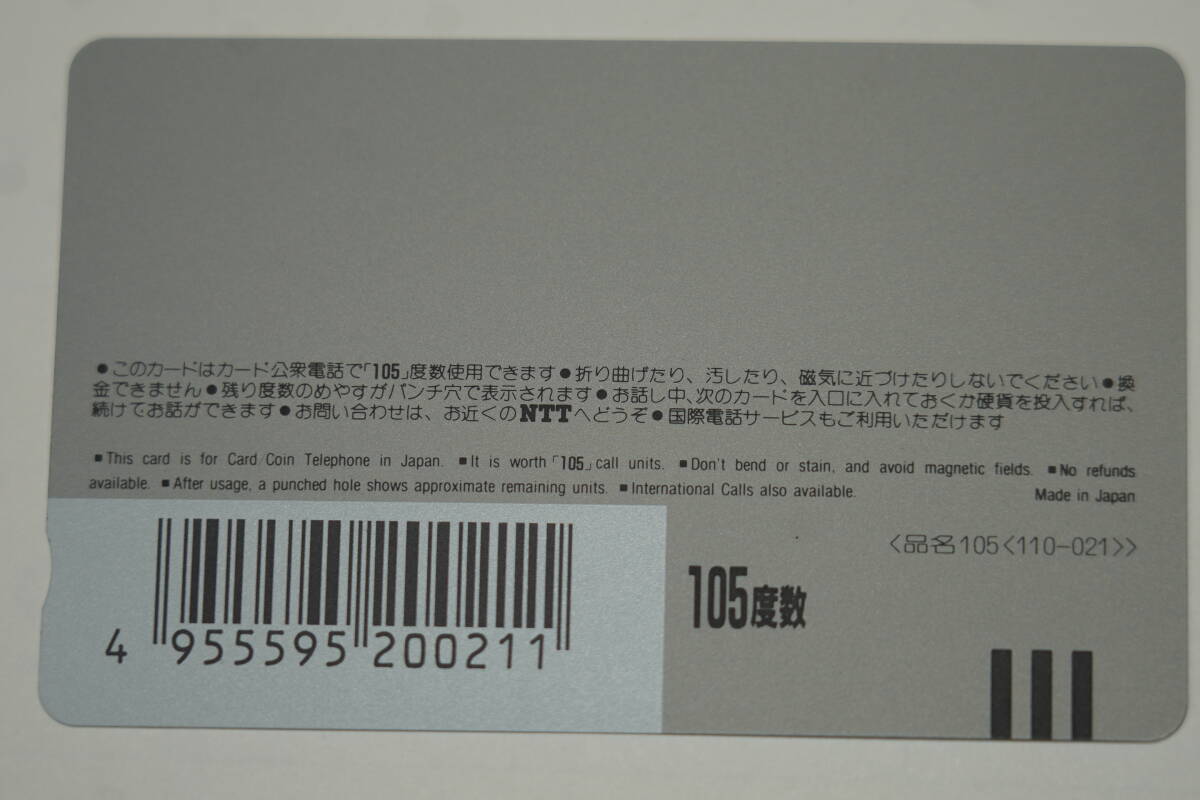 ●このカードはカード公衆電話で「105」度数使用できます●折り曲げたり、汚したり、磁気に近づけたりしないでください●換
金できません●残り度数のめやすがパンチ穴で表示されます●お話し中、次のカードを入口に入れておくか硬貨を投入すれば、
続けてお話ができます●お問い合わせは、お近くのNTTへどうぞ●国際電話サービスもご利用いただけます
■This card is for Card/Coin Telephone in Japan. ■It is worth「105」call units. ■Don't bend or stain, and avoid magnetic fields. ■No refunds
available. ■After usage, a punched hole shows approximate remaining units. ■International Calls also available. Made in Japan
〈品名105〈110-021〉〉
105度数
4 955595 200211